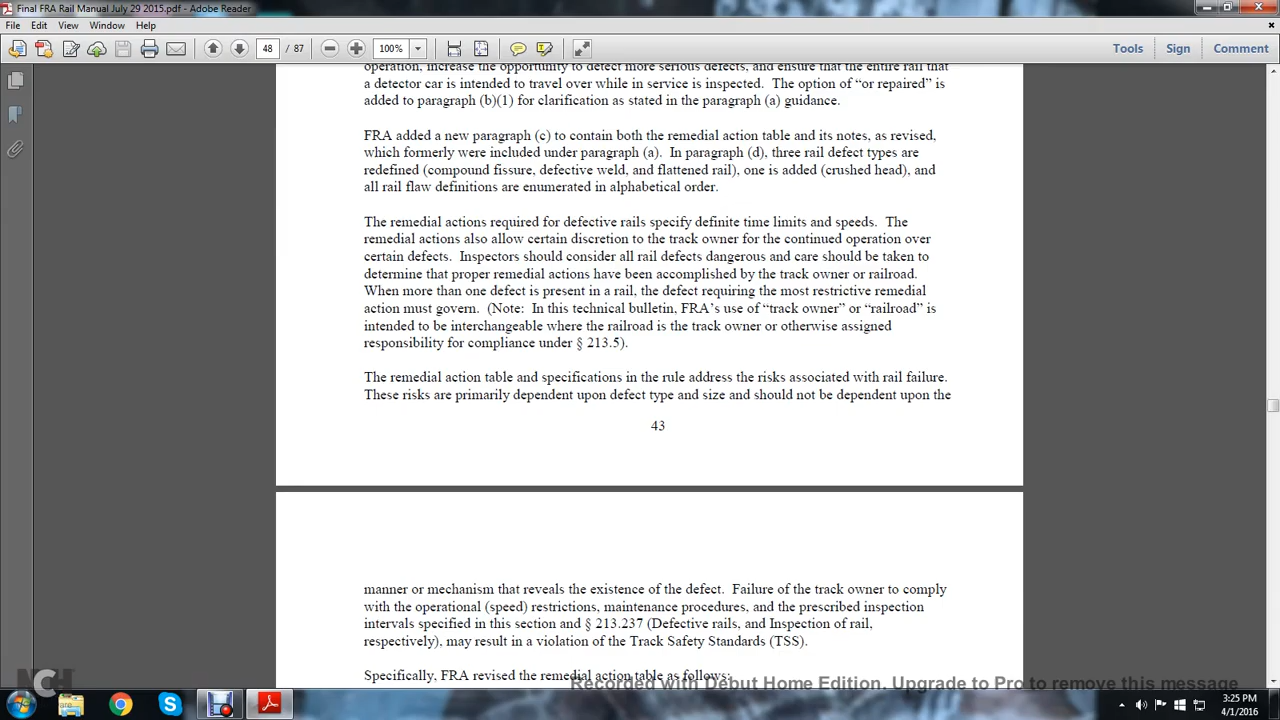 Final FRA Rail Manual July 29 2015.pdf - Adobe Reader
File Edit View Window Help
48 / 87 100% Tools Sign Comment
operation, increase the opportunity to detect more serious defects, and ensure that the entire rail that
a detector car is intended to travel over while in service is inspected. The option of “or repaired” is
added to paragraph (b)(1) for clarification as stated in the paragraph (a) guidance.
FRA added a new paragraph (c) to contain both the remedial action table and its notes, as revised,
which formerly were included under paragraph (a). In paragraph (d), three rail defect types are
redefined (compound fissure, defective weld, and flattened rail), one is added (crushed head), and
all rail flaw definitions are enumerated in alphabetical order.
The remedial actions required for defective rails specify definite time limits and speeds. The
remedial actions also allow certain discretion to the track owner for the continued operation over
certain defects. Inspectors should consider all rail defects dangerous and care should be taken to
determine that proper remedial actions have been accomplished by the track owner or railroad.
When more than one defect is present in a rail, the defect requiring the most restrictive remedial
action must govern. (Note: In this technical bulletin, FRA’s use of “track owner” or “railroad” is
intended to be interchangeable where the railroad is the track owner or otherwise assigned
responsibility for compliance under § 213.5).
The remedial action table and specifications in the rule address the risks associated with rail failure.
These risks are primarily dependent upon defect type and size and should not be dependent upon the
43
manner or mechanism that reveals the existence of the defect. Failure of the track owner to comply
with the operational (speed) restrictions, maintenance procedures, and the prescribed inspection
intervals specified in this section and § 213.237 (Defective rails, and Inspection of rail,
respectively), may result in a violation of the Track Safety Standards (TSS).
Specifically, FRA revised the remedial action table as follows:
Recorded with Debut Home Edition. Upgrade to Pro to remove this message
NCH
3:25 PM
4/1/2016